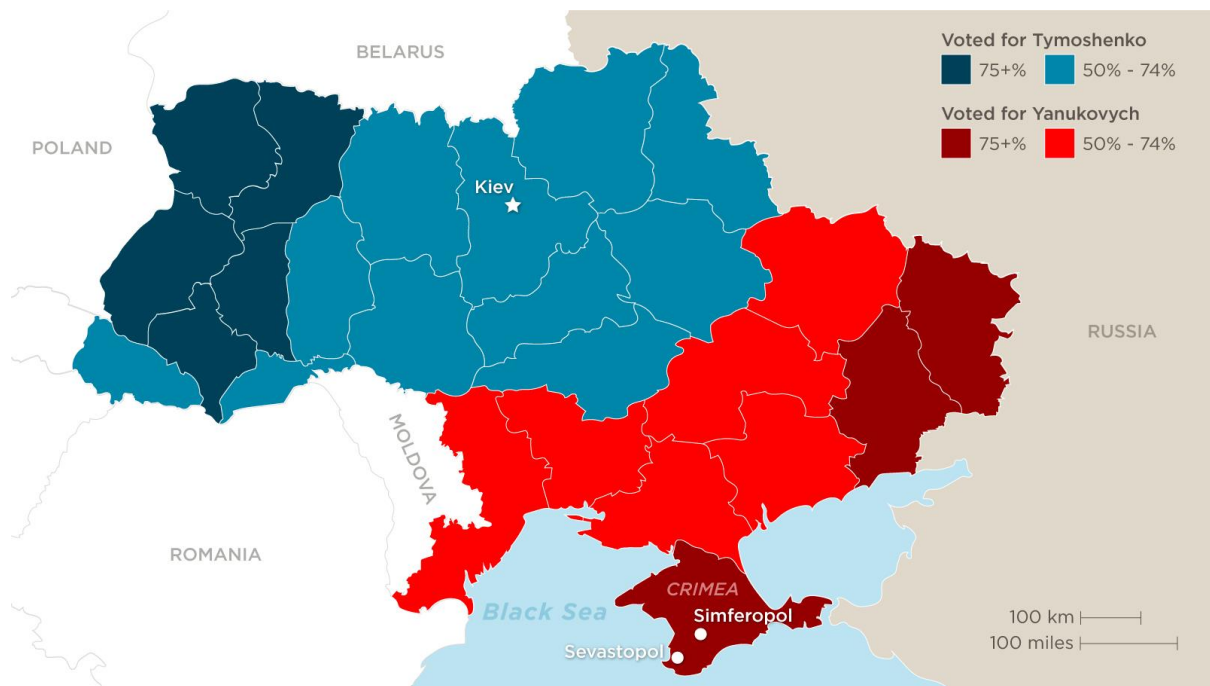 BELARUS
Voted for Tymoshenko
75+%
50% - 74%
Voted for Yanukovych
75+%
50% - 74%
POLAND
Kiev
RUSSIA
MOLDOVA
ROMANIA
CRIMEA
Black Sea
Simferopol
Sevastopol
100 km
100 miles